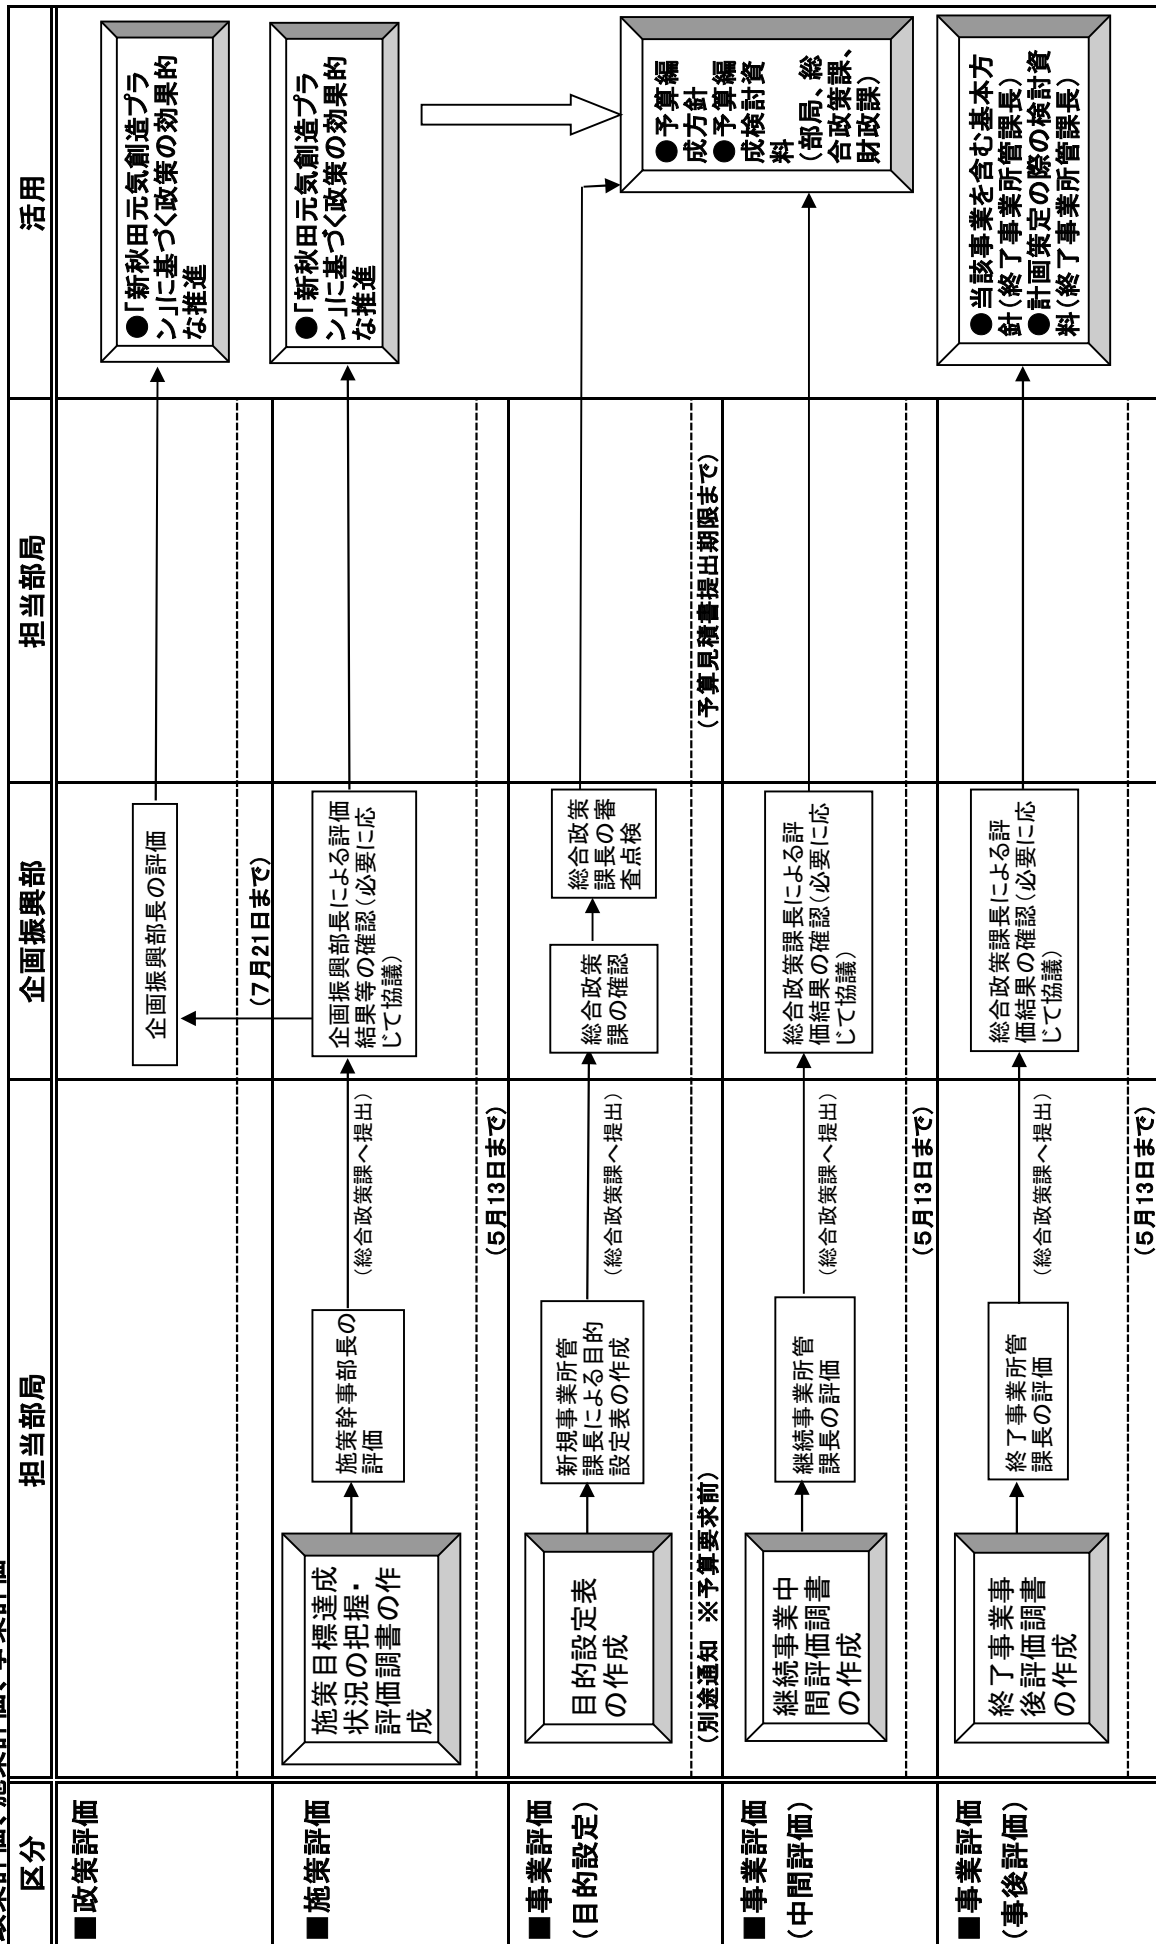 区分
担当部局
企画振興部
担当部局
活用
■政策評価
企画振興部長の評価
●「新秋田元気創造プラ
ン」に基づく政策の効果的
な推進
(7月21日まで)
■施策評価
施策目標達成
状況の把握・
評価調書の作
成
施策幹事部長の
評価
(総合政策課へ提出)
企画振興部長による評価
結果等の確認(必要に応
じて協議)
●「新秋田元気創造プラ
ン」に基づく政策の効果的
な推進
(5月13日まで)
■事業評価
(目的設定)
目的設定表
の作成
新規事業所管
課長による目的
設定表の作成
(総合政策課へ提出)
総合政策
課の確認
総合政策
課長の審
査点検
●予算編
成方針
●予算編
成検討資
料
(部局、総
合政策課、
財政課)
(別途通知 ※予算要求前)
(予算見積書提出期限まで)
■事業評価
(中間評価)
継続事業中
間評価調書
の作成
継続事業所管
課長の評価
(総合政策課へ提出)
総合政策課長による評
価結果の確認(必要に応
じて協議)
(5月13日まで)
■事業評価
(事後評価)
終了事業事
後評価調書
の作成
終了事業所管
課長の評価
(総合政策課へ提出)
総合政策課長による評
価結果の確認(必要に応
じて協議)
●当該事業を含む基本方
針(終了事業所管課長)
●計画策定の際の検討資
料(終了事業所管課長)
(5月13日まで)